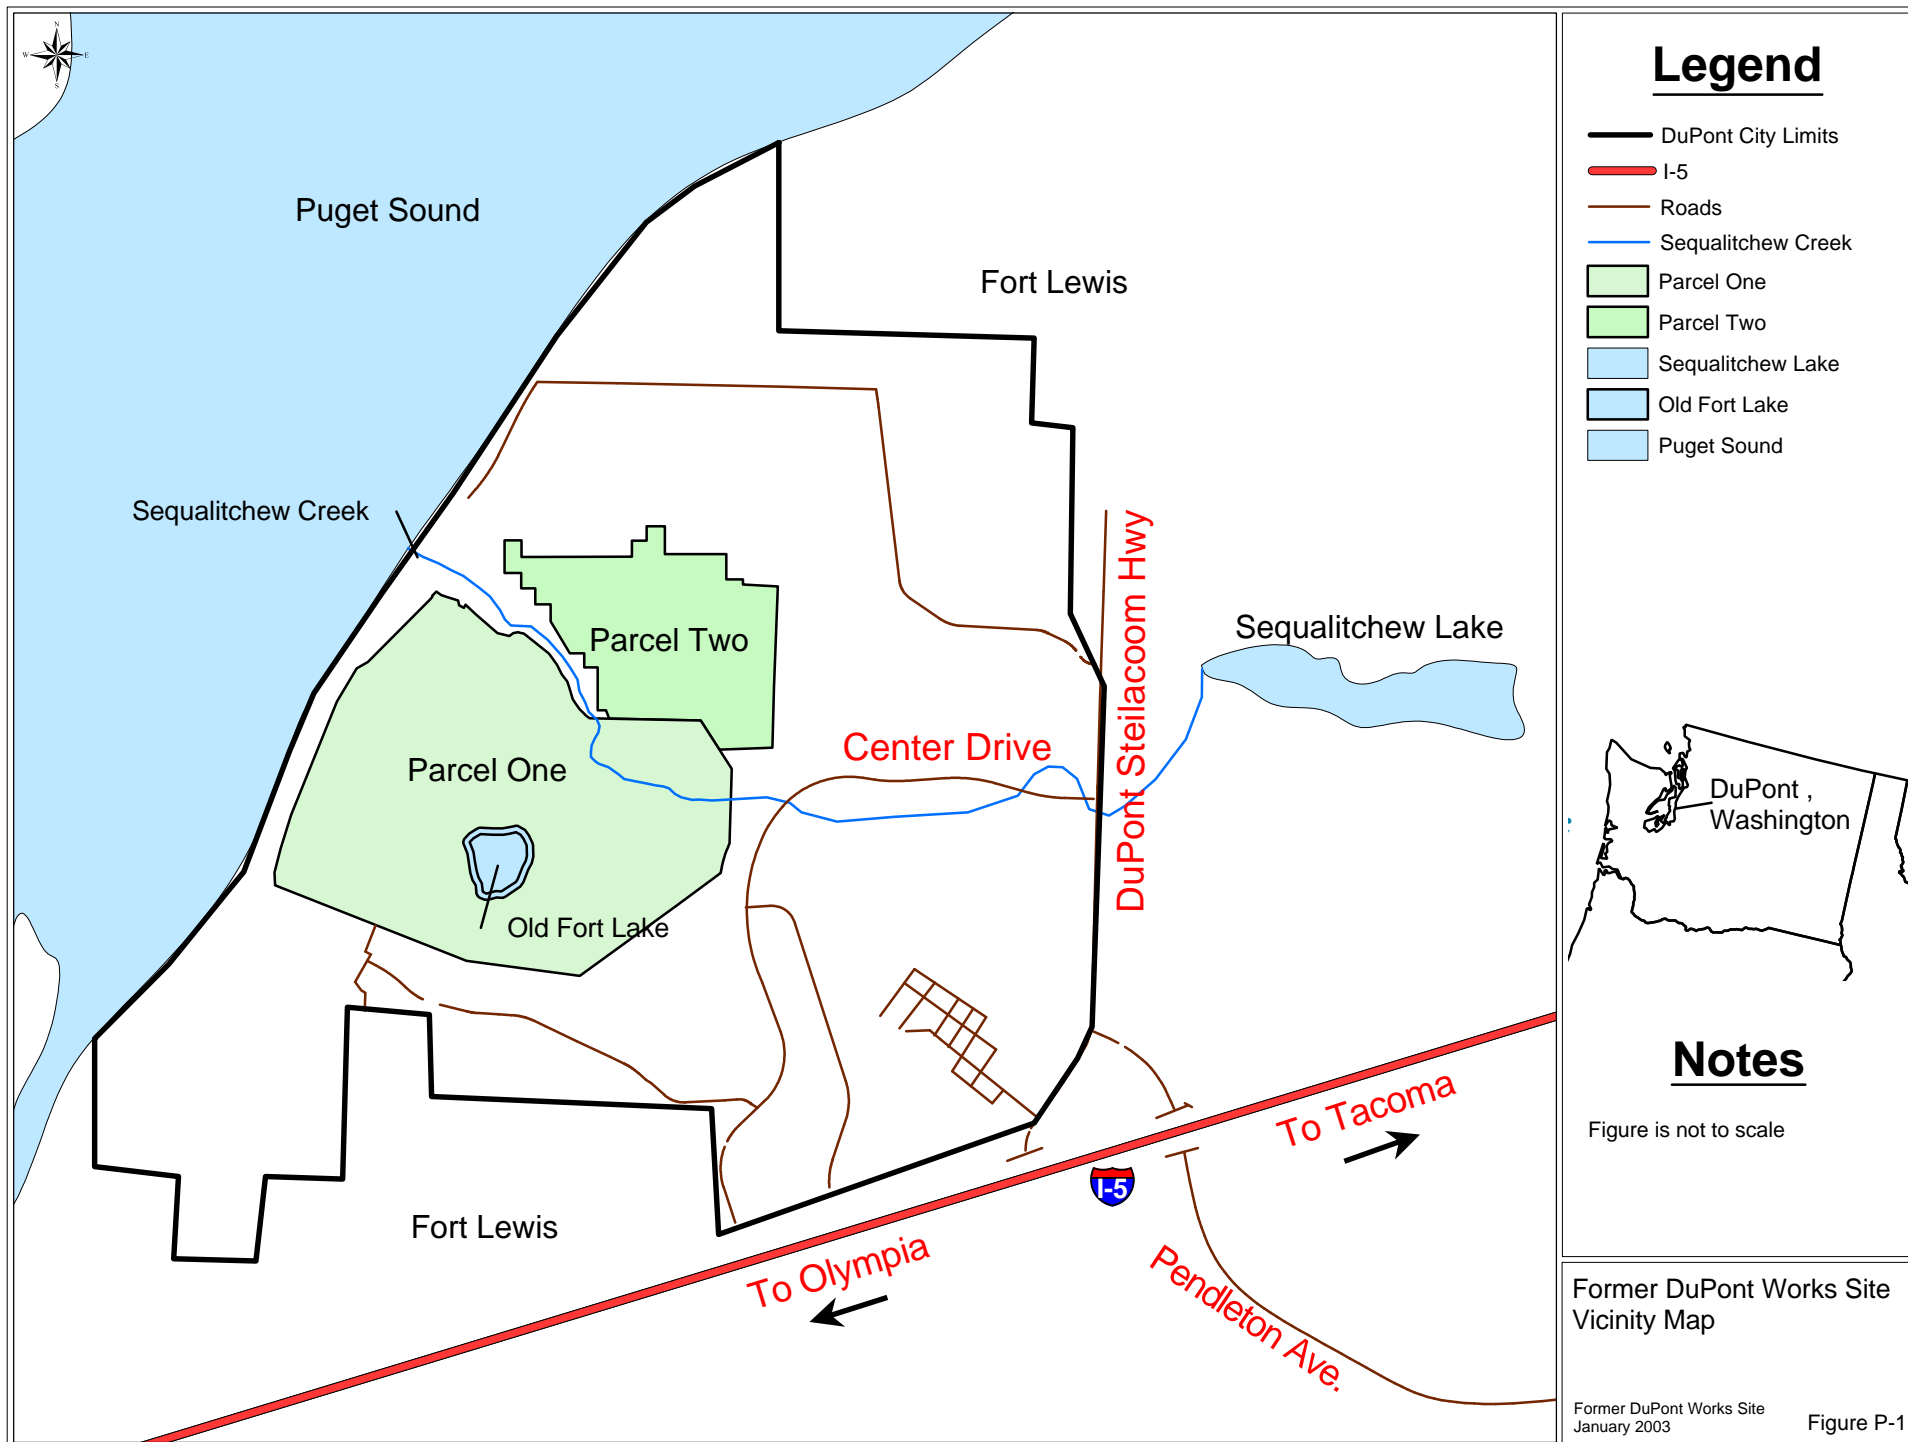 N
W
E
S
Puget Sound
Fort Lewis
Sequalitchew Creek
DuPont Steilacoom Hwy
Sequalitchew Lake
Parcel Two
Center Drive
Parcel One
Old Fort Lake
To Tacoma
I-5
Fort Lewis
To Olympia
Pendleton Ave.
Legend
DuPont City Limits
I-5
Roads
Sequalitchew Creek
Parcel One
Parcel Two
Sequalitchew Lake
Old Fort Lake
Puget Sound
DuPont ,
Washington
Notes
Figure is not to scale
Former DuPont Works Site
Vicinity Map
Former DuPont Works Site
January 2003
Figure P-1